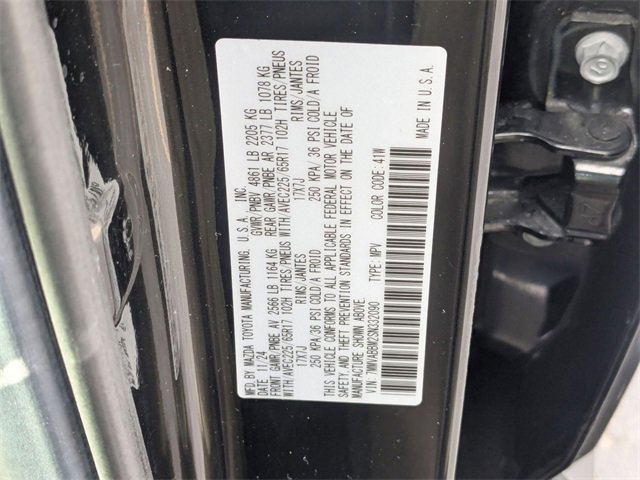 MFD. BY MAZDA TOYOTA MANUFACTURING, U.S.A., INC.
DATE: 11/24 GVWR/PNBV 4861 LB 2205 KG
FRONT GAWR/PNBE AV 2566 LB 1164 KG REAR GAWR/PNBE AR 2377 LB 1078 KG
WITH/AVEC225/65R17 102H TIRES/PNEUS WITH/AVEC225/65R17 102H TIRES/PNEUS
17X7J RIMS/JANTES 17X7J RIMS/JANTES
250 KPA/36 PSI COLD/A FROID 250 KPA/36 PSI COLD/A FROID
THIS VEHICLE CONFORMS TO ALL APPLICABLE FEDERAL MOTOR VEHICLE
SAFETY, AND THEFT PREVENTION STANDARDS IN EFFECT ON THE DATE OF
MANUFACTURE SHOWN ABOVE.
VIN: 7MMVABBM23N332090 TYPE: MPV COLOR CODE: 41W
MADE IN U.S.A.